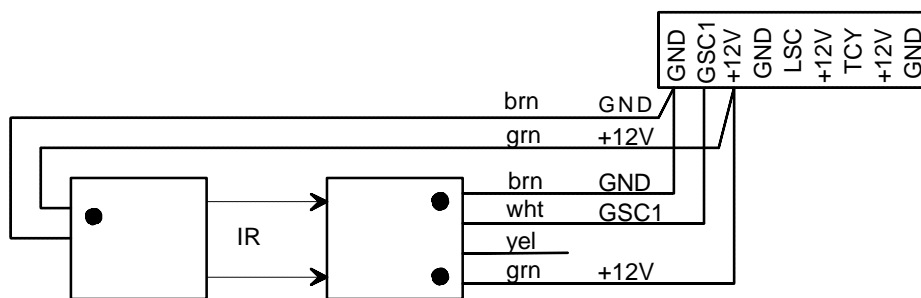 GND
GSC1
+12V
GND
LSC
+12V
TCY
+12V
GND
brn GND
grn +12V
brn GND
wht GSC1
IR
yel
grn +12V